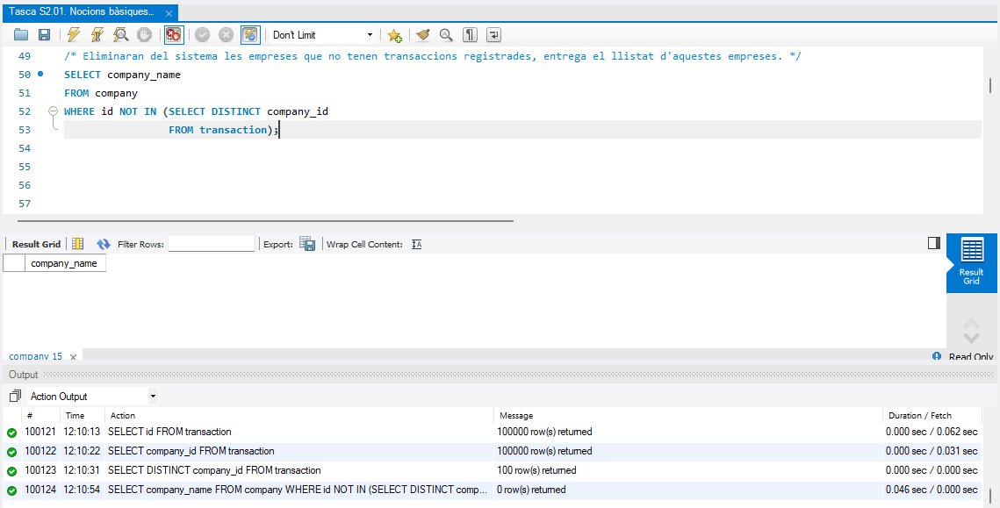 Tasca S2.01. Nocions bàsiques...
Don't Limit
49 /* Eliminaran del sistema les empreses que no tenen transaccions registrades, entrega el llistat d'aquestes empreses. */
50 SELECT company_name
51 FROM company
52 WHERE id NOT IN (SELECT DISTINCT company_id
53 FROM transaction);
54
55
56
57
Result Grid Filter Rows: Export: Wrap Cell Content:
company_name
Result
Grid
company 15
Read Only
Output
Action Output
# Time Action Message Duration / Fetch
100121 12:10:13 SELECT id FROM transaction 100000 row(s) returned 0.000 sec / 0.062 sec
100122 12:10:22 SELECT company_id FROM transaction 100000 row(s) returned 0.000 sec / 0.031 sec
100123 12:10:31 SELECT DISTINCT company_id FROM transaction 100 row(s) returned 0.000 sec / 0.000 sec
100124 12:10:54 SELECT company_name FROM company WHERE id NOT IN (SELECT DISTINCT comp... 0 row(s) returned 0.046 sec / 0.000 sec